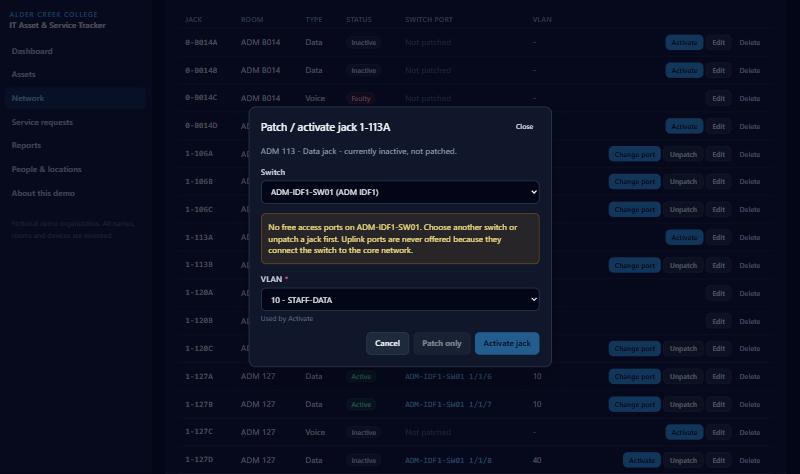 ALDER CREEK COLLEGE
IT Asset & Service Tracker
Dashboard
Assets
Network
Service requests
Reports
People & locations
About this demo
Fictional demo organization. All names,
rooms and devices are invented.
JACK ROOM TYPE STATUS SWITCH PORT VLAN
0-B014A ADM B014 Data Inactive Not patched - Activate Edit Delete
0-B014B ADM B014 Data Inactive Not patched - Activate Edit Delete
0-B014C ADM B014 Voice Faulty Not patched - Edit Delete
0-B014D Activate Edit Delete
1-106A Change port Unpatch Edit Delete
1-106B Change port Unpatch Edit Delete
1-106C Change port Unpatch Edit Delete
1-113A Activate Edit Delete
1-113B Change port Unpatch Edit Delete
1-120A Edit Delete
1-120B Edit Delete
1-120C Change port Unpatch Edit Delete
Patch / activate jack 1-113A Close
ADM 113 - Data jack - currently inactive, not patched.
Switch
ADM-IDF1-SW01 (ADM IDF1)
No free access ports on ADM-IDF1-SW01. Choose another switch or
unpatch a jack first. Uplink ports are never offered because they
connect the switch to the core network.
VLAN *
10 - STAFF-DATA
Used by Activate
Cancel Patch only Activate jack
1-127A ADM 127 Data Active ADM-IDF1-SW01 1/1/6 10 Change port Unpatch Edit Delete
1-127B ADM 127 Data Active ADM-IDF1-SW01 1/1/7 10 Change port Unpatch Edit Delete
1-127C ADM 127 Voice Inactive Not patched - Activate Edit Delete
1-127D ADM 127 Data Inactive ADM-IDF1-SW01 1/1/8 40 Activate Unpatch Edit Delete